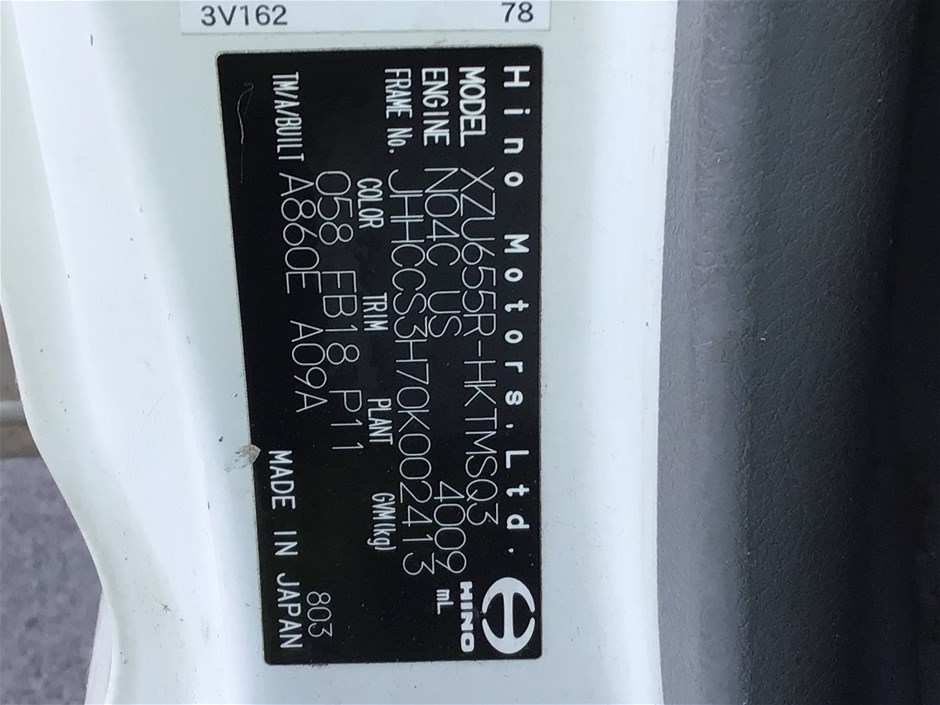 3V162 78
Hino Motors,Ltd.
MODEL XZU655R-HKTMSQ3
ENGINE N04C US 4009 mL
HINO
FRAME No. JHHCCS3H70K002413
COLOR TRIM PLANT GVM(kg)
058 FB18 P11
TM/A/BUILT A860E A09A 803
MADE IN JAPAN